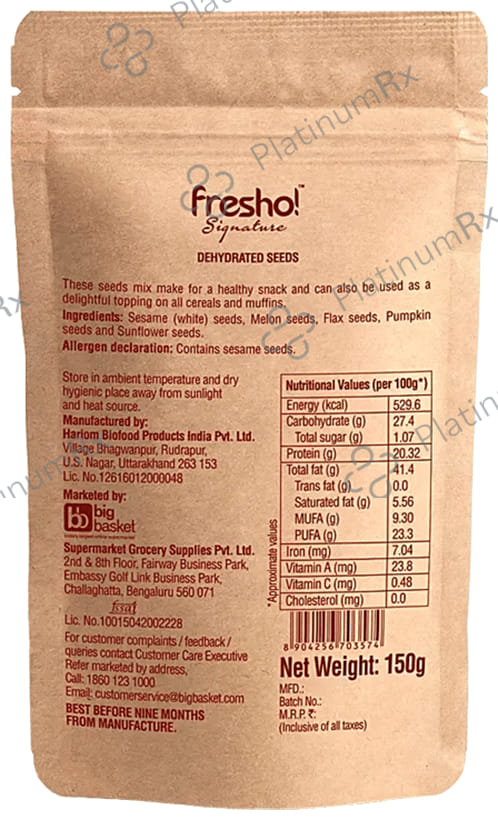 fresho!™
Signature
DEHYDRATED SEEDS
These seeds mix make for a healthy snack and can also be used as a
delightful topping on all cereals and muffins.
Ingredients: Sesame (white) seeds, Melon seeds, Flax seeds, Pumpkin
seeds and Sunflower seeds.
Allergen declaration: Contains sesame seeds.
Store in ambient temperature and dry
hygienic place away from sunlight
and heat source.
Manufactured by:
Hariom Biofood Products India Pvt. Ltd.
Village Bhagwanpur, Rudrapur,
U.S. Nagar, Uttarakhand 263 153
Lic. No.12616012000048
Marketed by:
bb big
basket
Supermarket Grocery Supplies Pvt. Ltd.
2nd & 8th Floor, Fairway Business Park,
Embassy Golf Link Business Park,
Challaghatta, Bengaluru 560 071
fssai
Lic. No.10015042002228
For customer complaints / feedback /
queries contact Customer Care Executive
Refer marketed by address,
Call: 1860 123 1000
Email: customerservice@bigbasket.com
BEST BEFORE NINE MONTHS
FROM MANUFACTURE.
Nutritional Values (per 100g*)
Energy (kcal) 529.6
Carbohydrate (g) 27.4
Total sugar (g) 1.07
Protein (g) 20.32
Total fat (g) 41.4
Trans fat (g) 0.0
Saturated fat (g) 5.56
MUFA (g) 9.30
PUFA (g) 23.3
Iron (mg) 7.04
Vitamin A (mg) 23.8
Vitamin C (mg) 0.48
Cholesterol (mg) 0.0
*Approximate values
8 904256 703574
Net Weight: 150g
MFD.:
Batch No.:
M.R.P. ₹:
(Inclusive of all taxes)
PlatinumRx
PlatinumRx
PlatinumRx